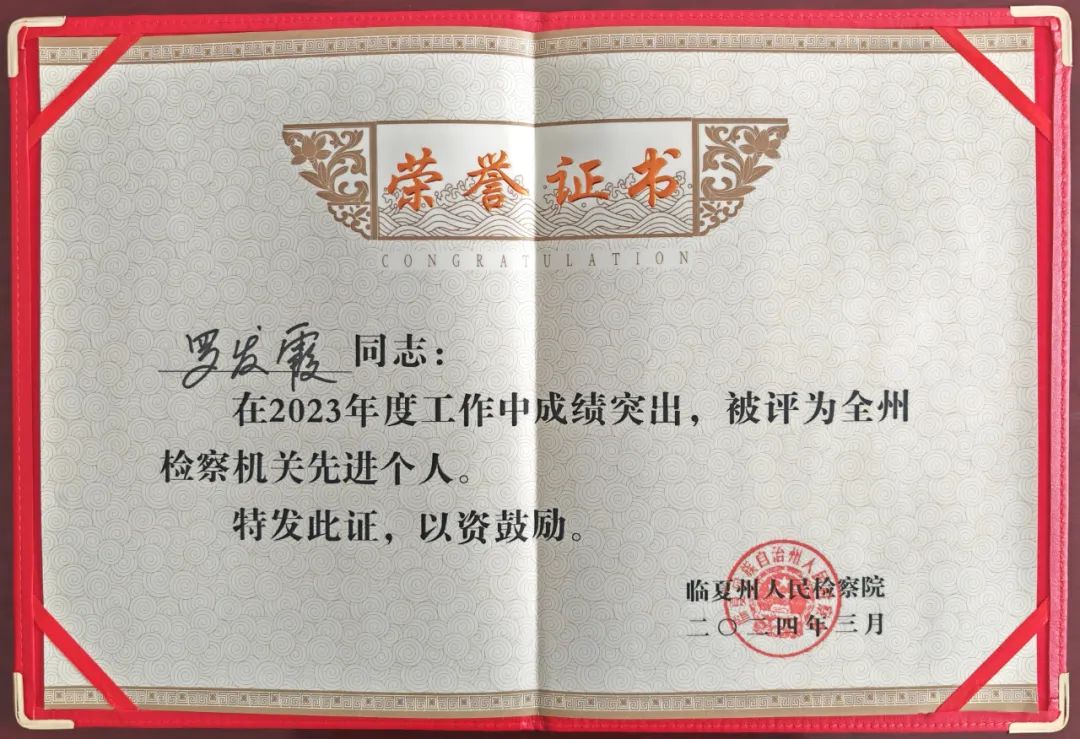 荣誉证书
CONGRATULATION
罗发霞同志：
在2023年度工作中成绩突出，被评为全州
检察机关先进个人。
特发此证，以资鼓励。
临夏州人民检察院
二〇二四年三月